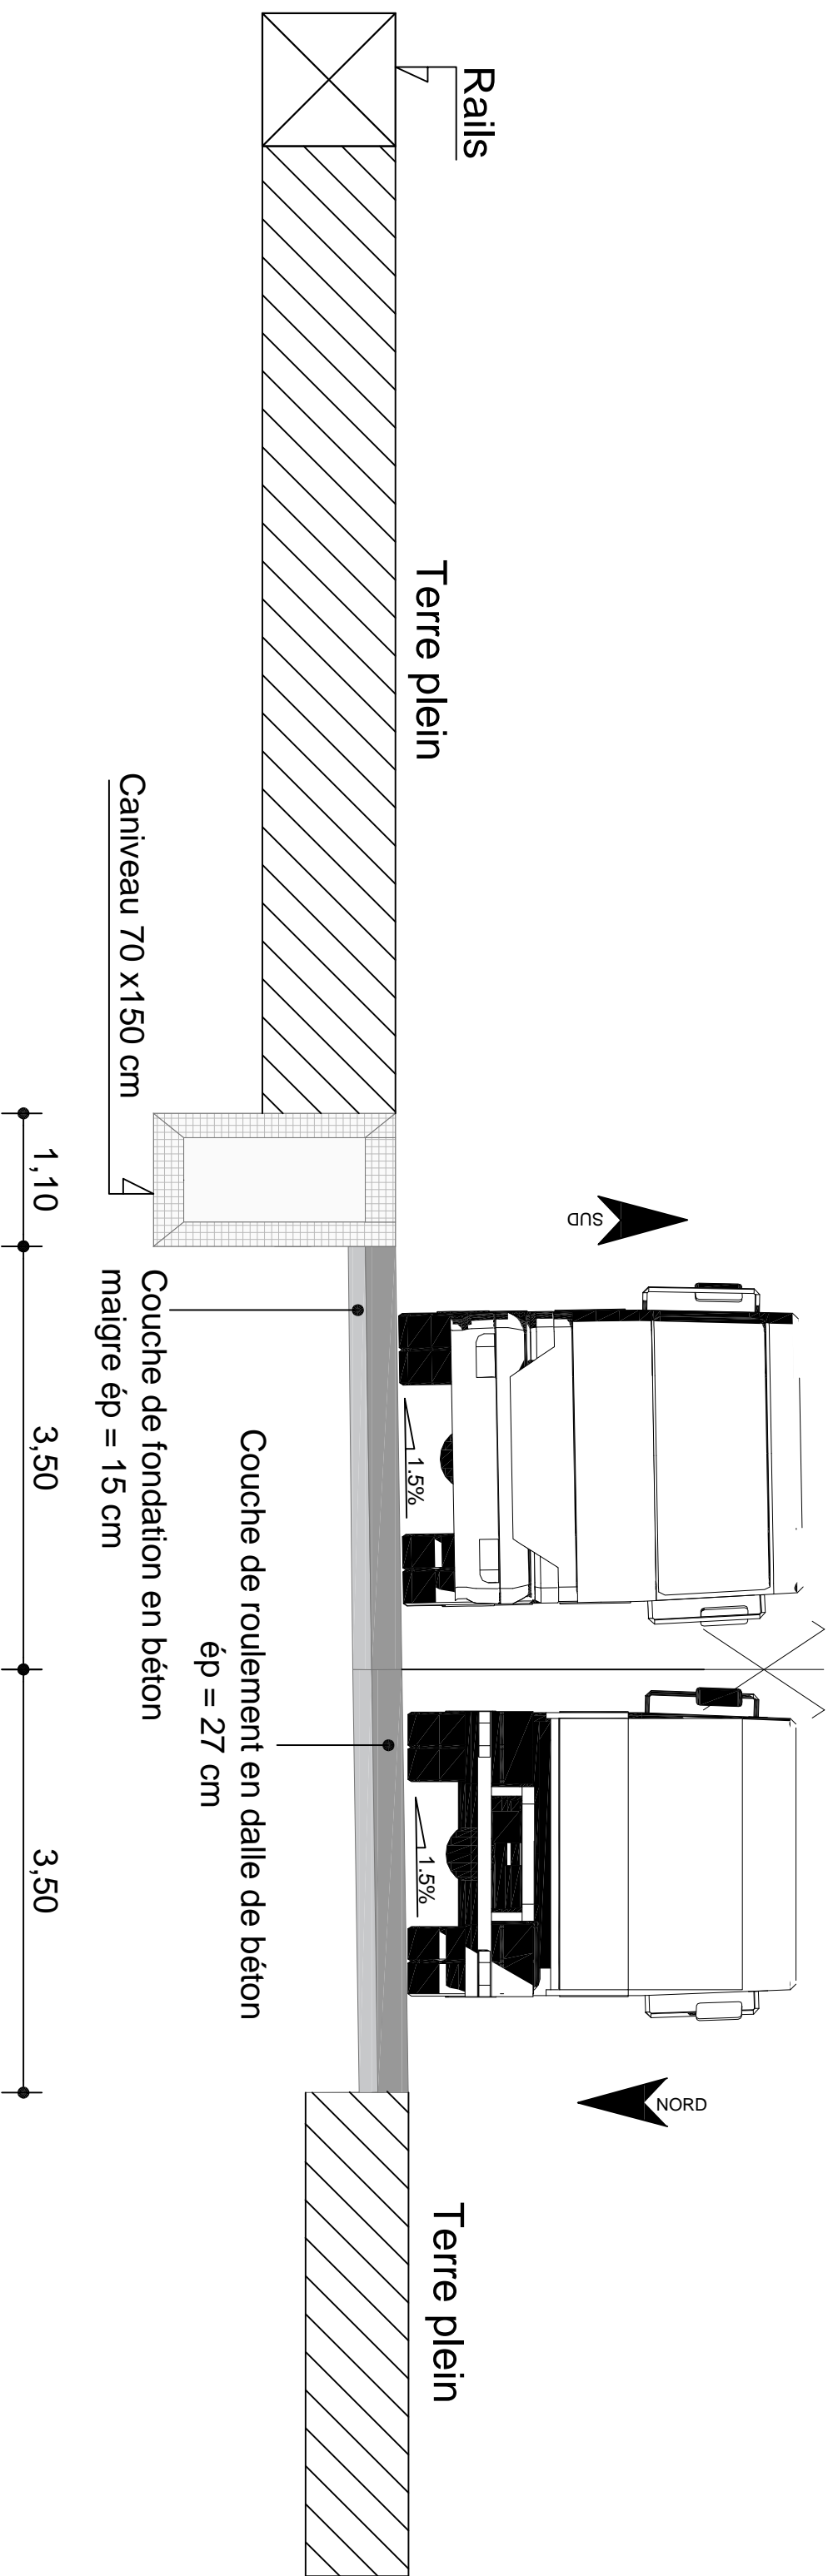 Rails
Terre plein
Caniveau 70 x150 cm
SUD
1.5%
1.5%
NORD
Couche de fondation en béton
maigre ép = 15 cm
Couche de roulement en dalle de béton
ép = 27 cm
Terre plein
1,10
3,50
3,50